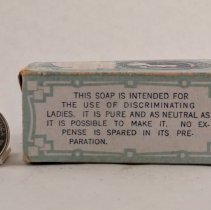 THIS SOAP IS INTENDED FOR
THE USE OF DISCRIMINATING
LADIES. IT IS PURE AND AS NEUTRAL AS
IT IS POSSIBLE TO MAKE IT. NO EX-
PENSE IS SPARED IN ITS PRE-
PARATION.